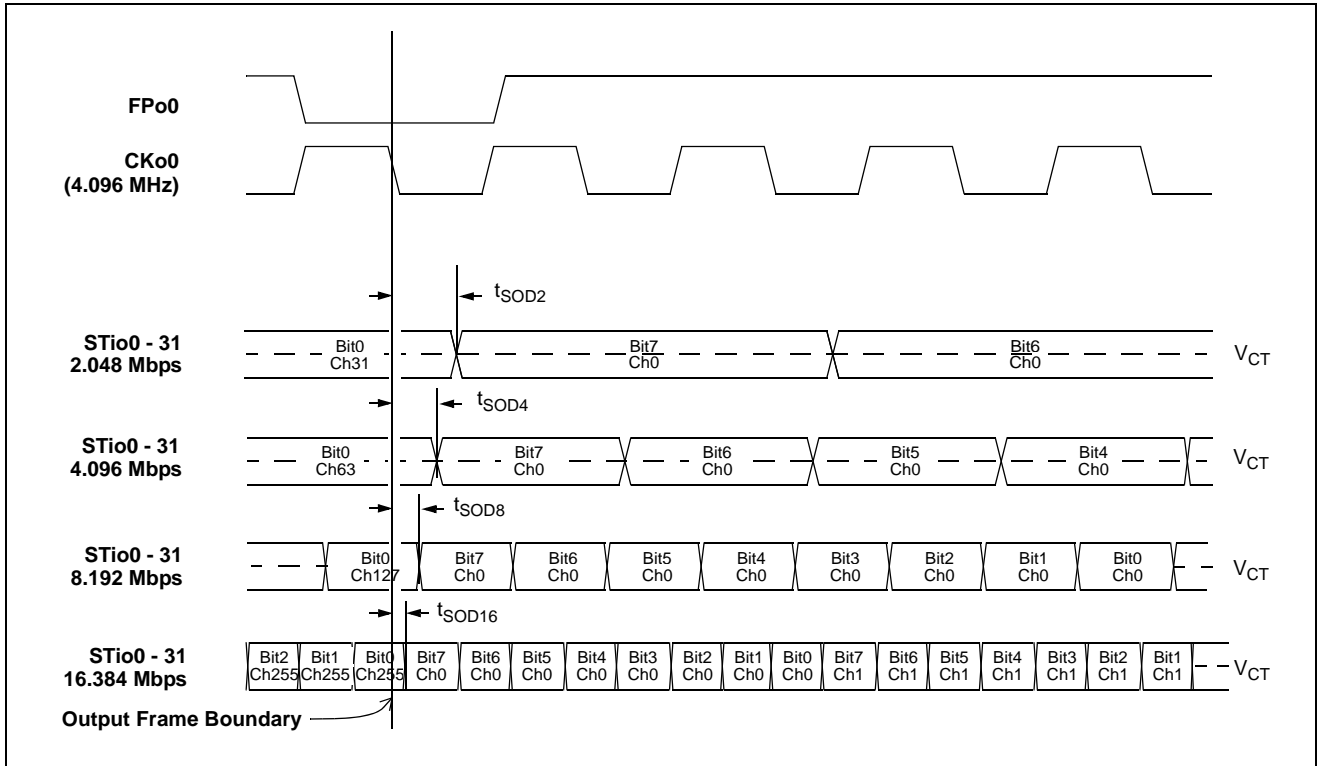 FPo0
CKo0
(4.096 MHz)
tSOD2
STio0 - 31
2.048 Mbps
Bit0
Ch31
Bit7
Ch0
Bit6
Ch0
VCT
tSOD4
STio0 - 31
4.096 Mbps
Bit0
Ch63
Bit7
Ch0
Bit6
Ch0
Bit5
Ch0
Bit4
Ch0
VCT
tSOD8
STio0 - 31
8.192 Mbps
Bit0
Ch127
Bit7
Ch0
Bit6
Ch0
Bit5
Ch0
Bit4
Ch0
Bit3
Ch0
Bit2
Ch0
Bit1
Ch0
Bit0
Ch0
VCT
tSOD16
STio0 - 31
16.384 Mbps
Bit2
Ch255
Bit1
Ch255
Bit0
Ch255
Bit7
Ch0
Bit6
Ch0
Bit5
Ch0
Bit4
Ch0
Bit3
Ch0
Bit2
Ch0
Bit1
Ch0
Bit0
Ch0
Bit7
Ch1
Bit6
Ch1
Bit5
Ch1
Bit4
Ch1
Bit3
Ch1
Bit2
Ch1
Bit1
Ch1
VCT
Output Frame Boundary